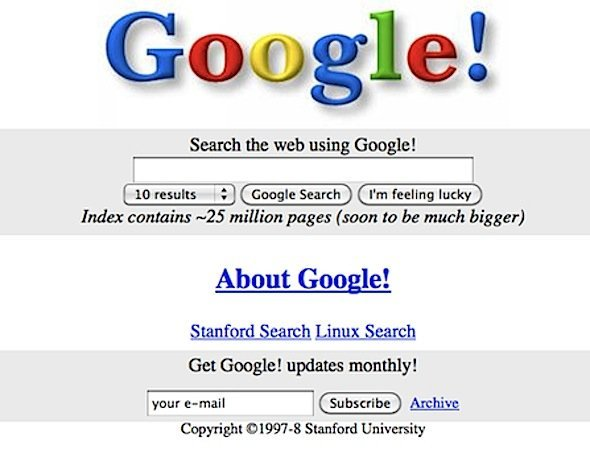 Google!
Search the web using Google!
10 results Google Search I'm feeling lucky
Index contains ~25 million pages (soon to be much bigger)
About Google!
Stanford Search Linux Search
Get Google! updates monthly!
your e-mail Subscribe Archive
Copyright ©1997-8 Stanford University